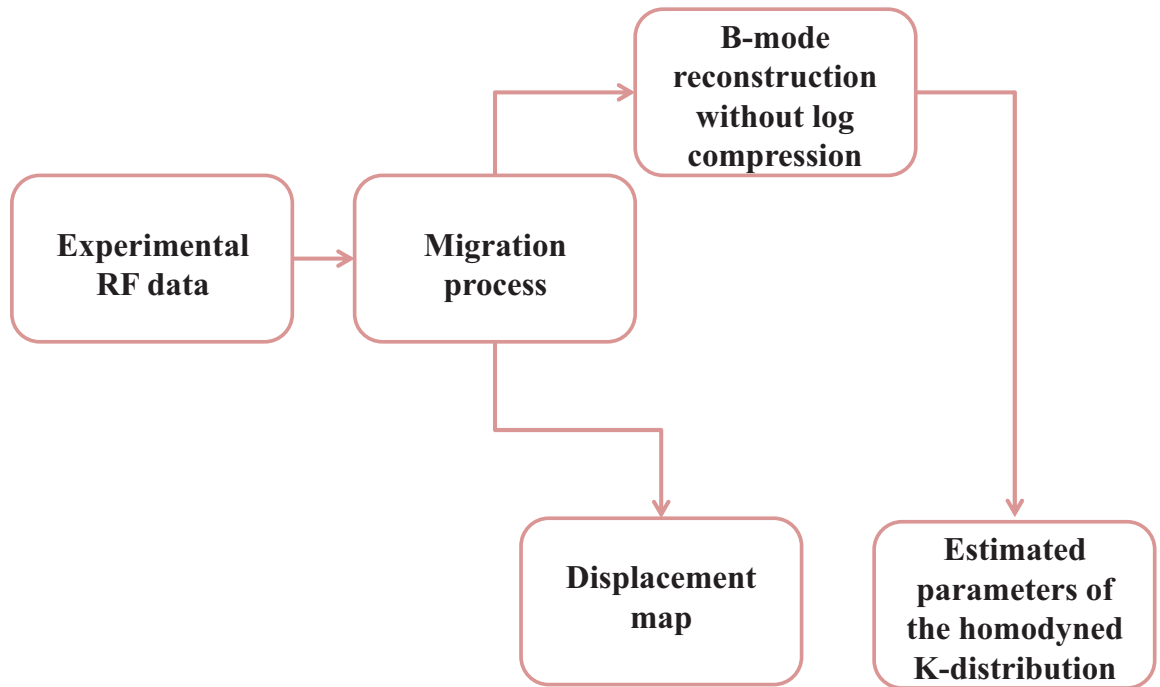 B-mode
reconstruction
without log
compression
Experimental
RF data
Migration
process
Displacement
map
Estimated
parameters of
the homodyned
K-distribution